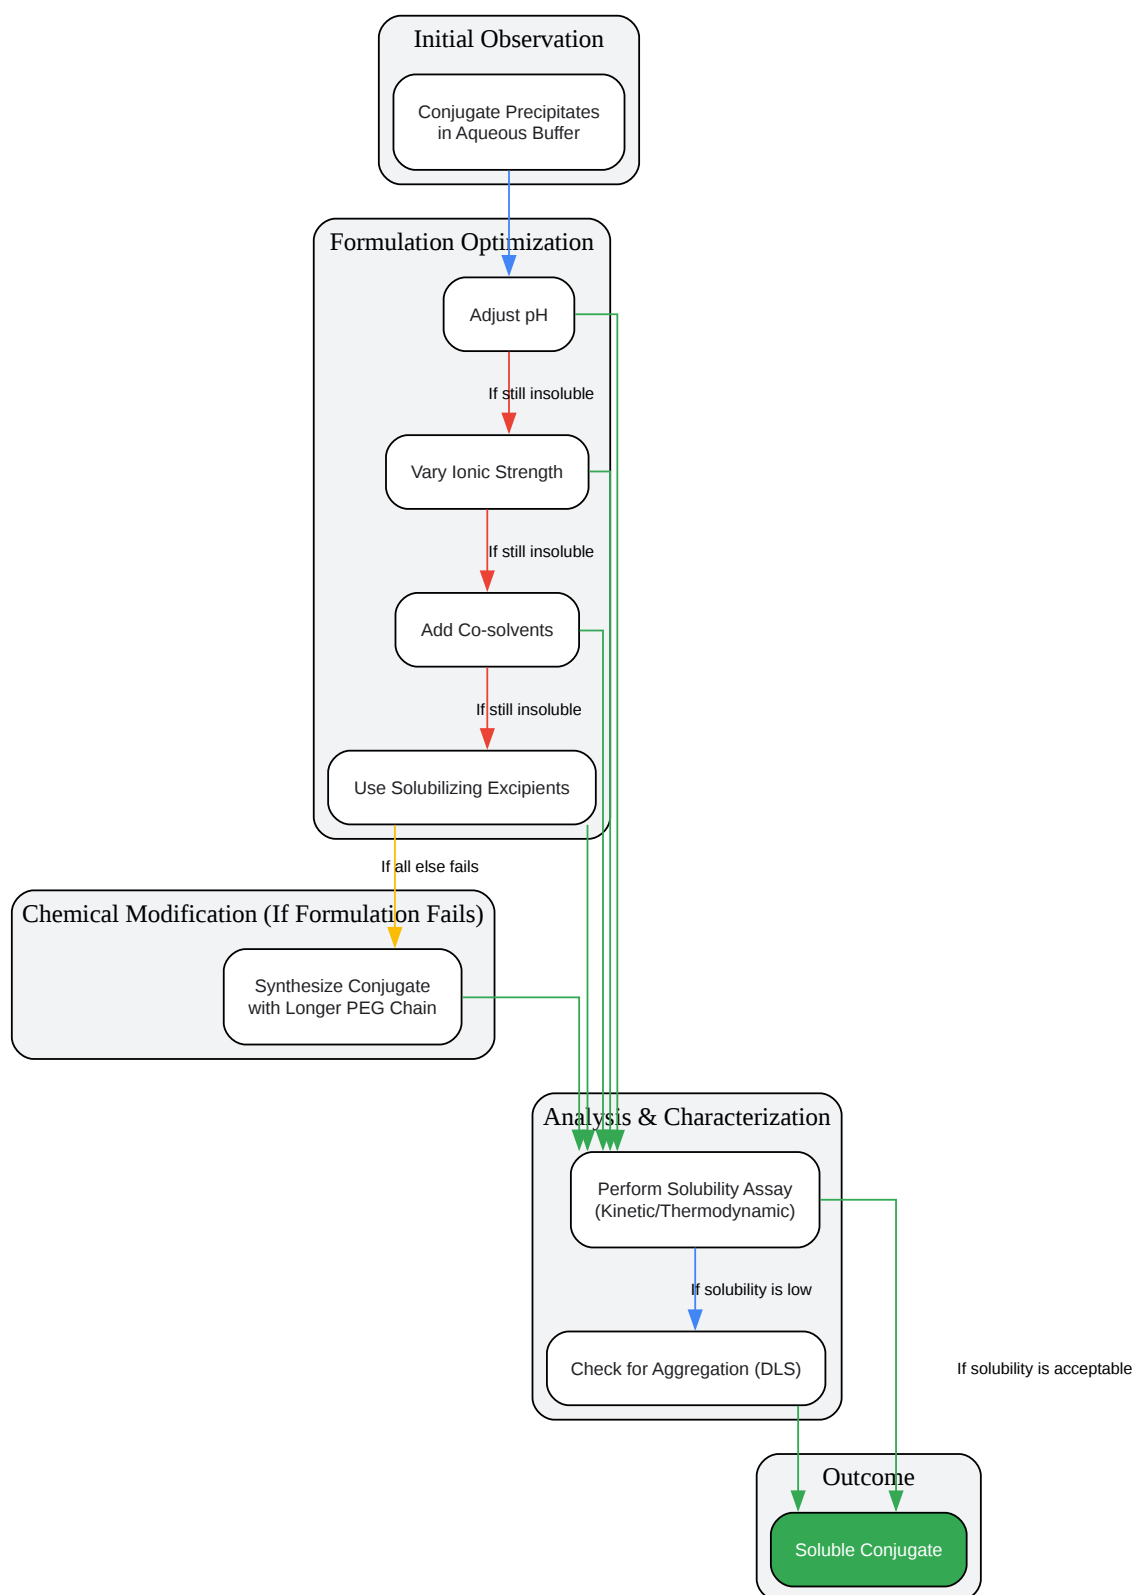 Initial Observation
Conjugate Precipitates
in Aqueous Buffer
Formulation Optimization
Adjust pH
If still insoluble
Vary Ionic Strength
If still insoluble
Add Co-solvents
If still insoluble
Use Solubilizing Excipients
If all else fails
Chemical Modification (If Formulation Fails)
Synthesize Conjugate
with Longer PEG Chain
Analysis & Characterization
Perform Solubility Assay
(Kinetic/Thermodynamic)
If solubility is low
Check for Aggregation (DLS)
If solubility is acceptable
Outcome
Soluble Conjugate